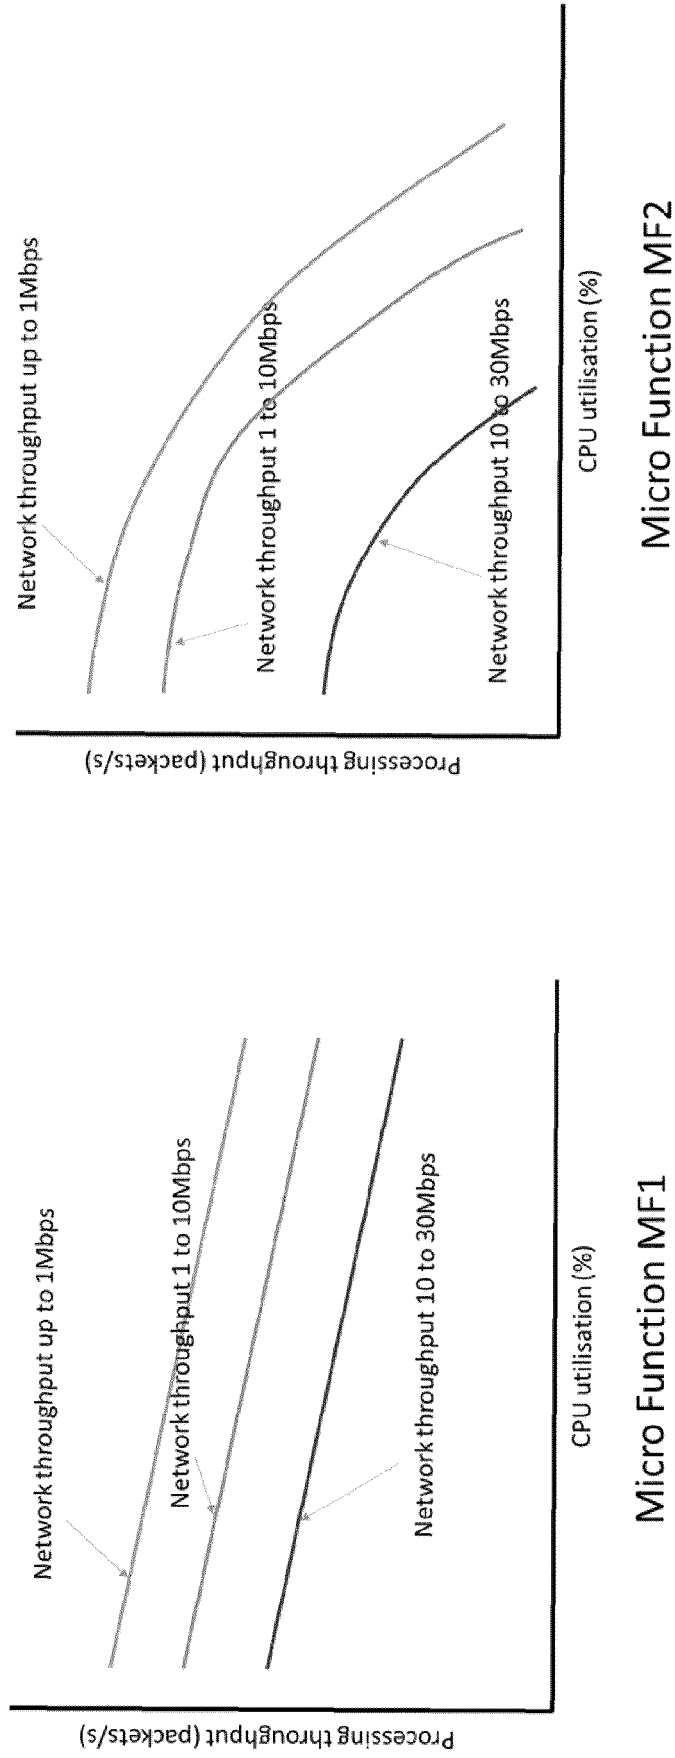 Processing throughput (packets/s)
Network throughput up to 1Mbps
Network throughput 1 to 10Mbps
Network throughput 10 to 30Mbps
CPU utilisation (%)
Micro Function MF1
Processing throughput (packets/s)
Network throughput up to 1Mbps
Network throughput 1 to 10Mbps
Network throughput 10 to 30Mbps
CPU utilisation (%)
Micro Function MF2